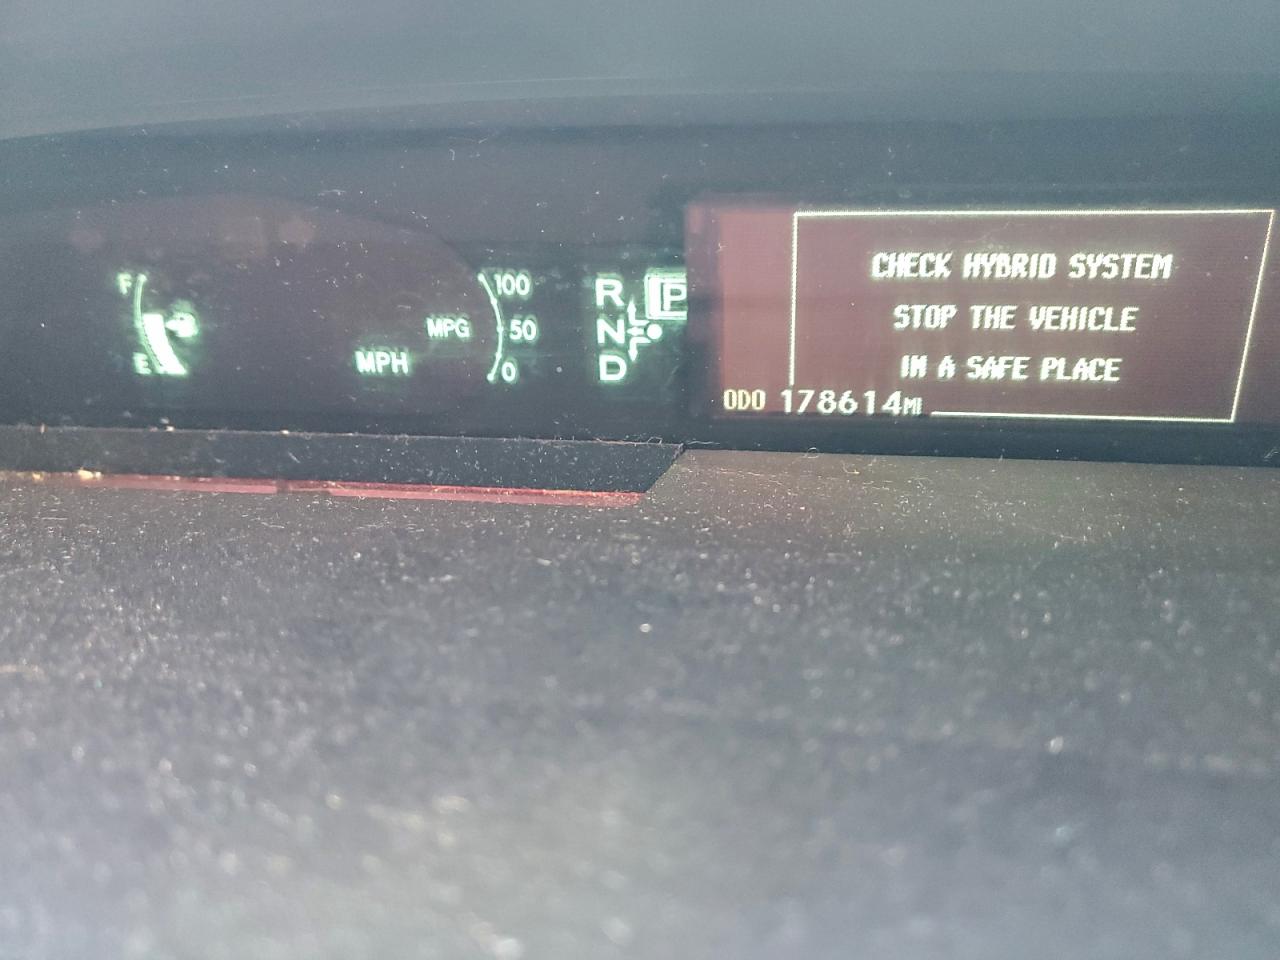 F
E
MPH
MPG
100
50
0
R
N
D
P
CHECK HYBRID SYSTEM
STOP THE VEHICLE
IN A SAFE PLACE
ODO 178614MI